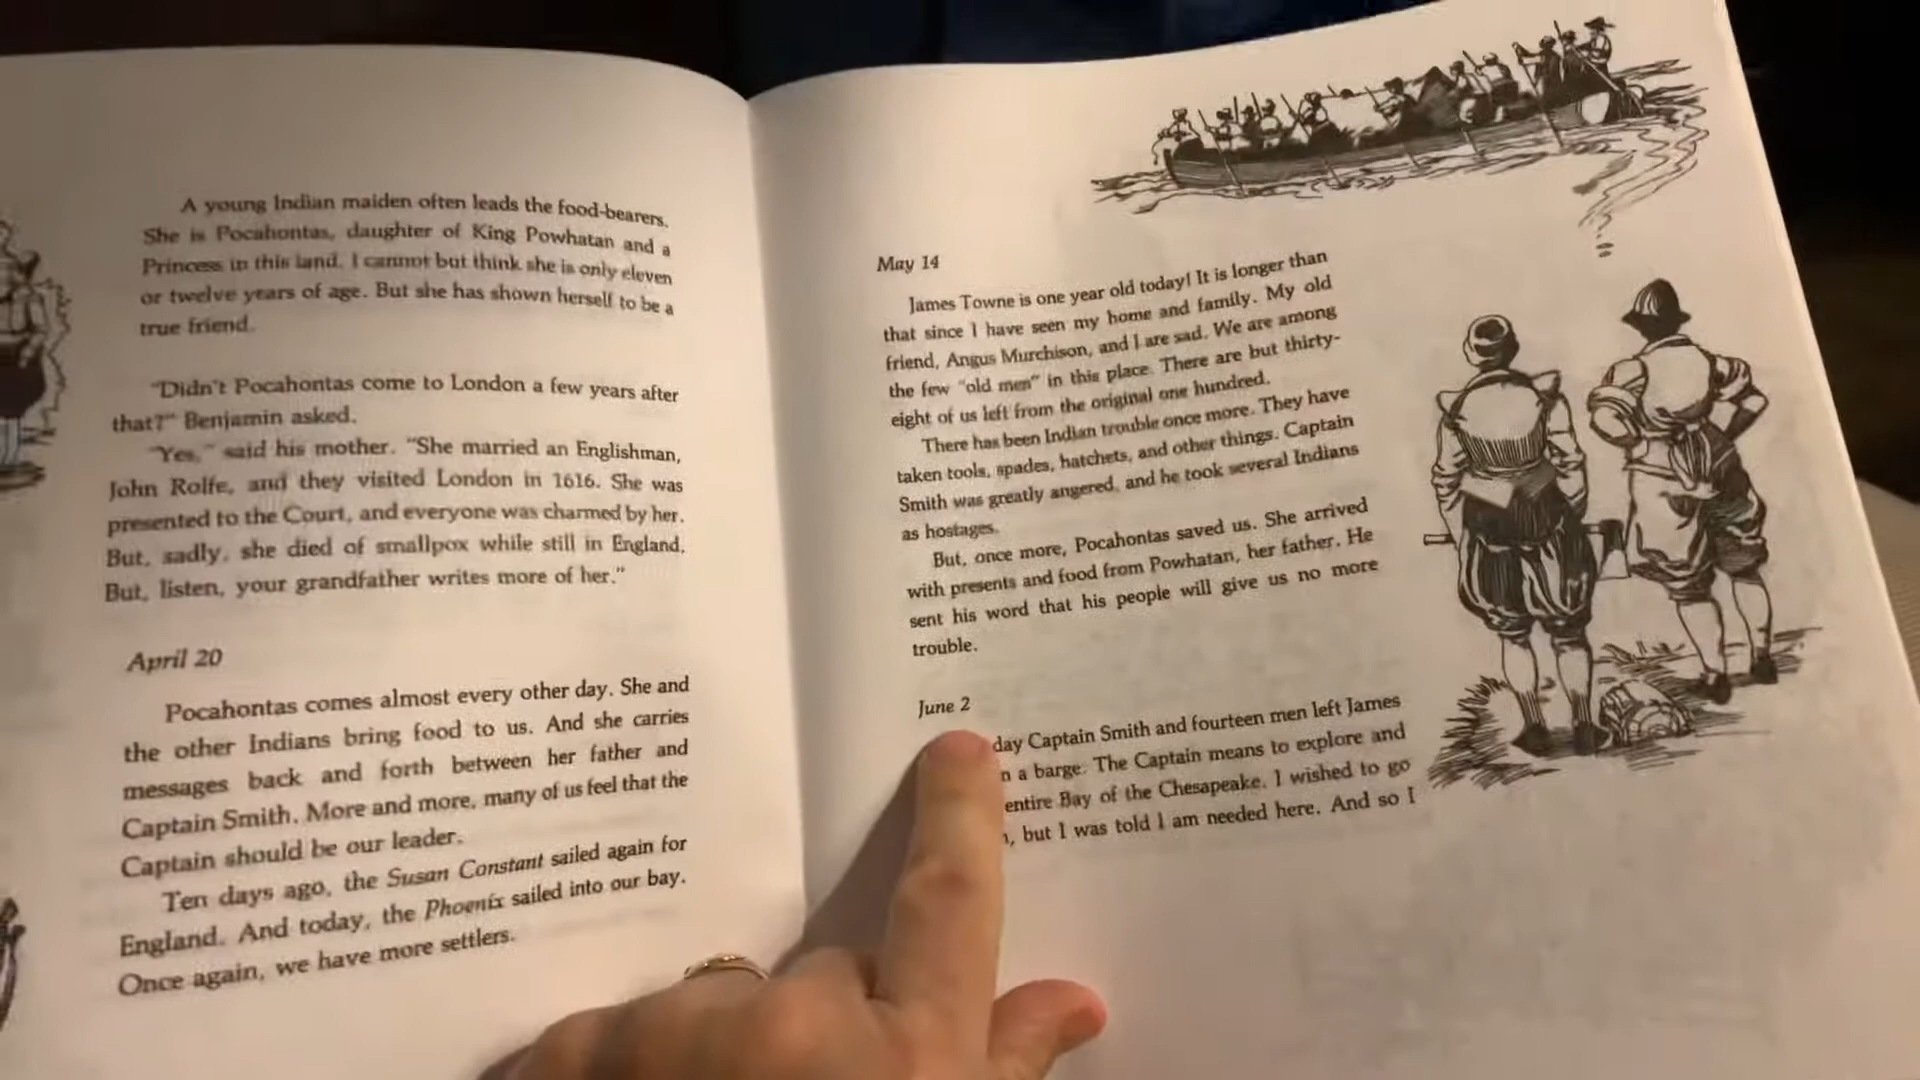 A young Indian maiden often leads the food-bearers.
She is Pocahontas, daughter of King Powhatan and a
Princess in this land. I cannot but think she is only eleven
or twelve years of age. But she has shown herself to be a
true friend.
"Didn't Pocahontas come to London a few years after
that?" Benjamin asked.
"Yes," said his mother. "She married an Englishman,
John Rolfe, and they visited London in 1616. She was
presented to the Court, and everyone was charmed by her.
But, sadly, she died of smallpox while still in England.
But, listen, your grandfather writes more of her."
April 20
Pocahontas comes almost every other day. She and
the other Indians bring food to us. And she carries
messages back and forth between her father and
Captain Smith. More and more, many of us feel that the
Captain should be our leader.
Ten days ago, the Susan Constant sailed again for
England. And today, the Phoenix sailed into our bay.
Once again, we have more settlers.
May 14
James Towne is one year old today! It is longer than
that since I have seen my home and family. My old
friend, Angus Murchison, and I are sad. We are among
the few "old men" in this place. There are but thirty-
eight of us left from the original one hundred.
There has been Indian trouble once more. They have
taken tools, spades, hatchets, and other things. Captain
Smith was greatly angered, and he took several Indians
as hostages.
But, once more, Pocahontas saved us. She arrived
with presents and food from Powhatan, her father. He
sent his word that his people will give us no more
trouble.
June 2
day Captain Smith and fourteen men left James
n a barge. The Captain means to explore and
entire Bay of the Chesapeake. I wished to go
, but I was told I am needed here. And so I